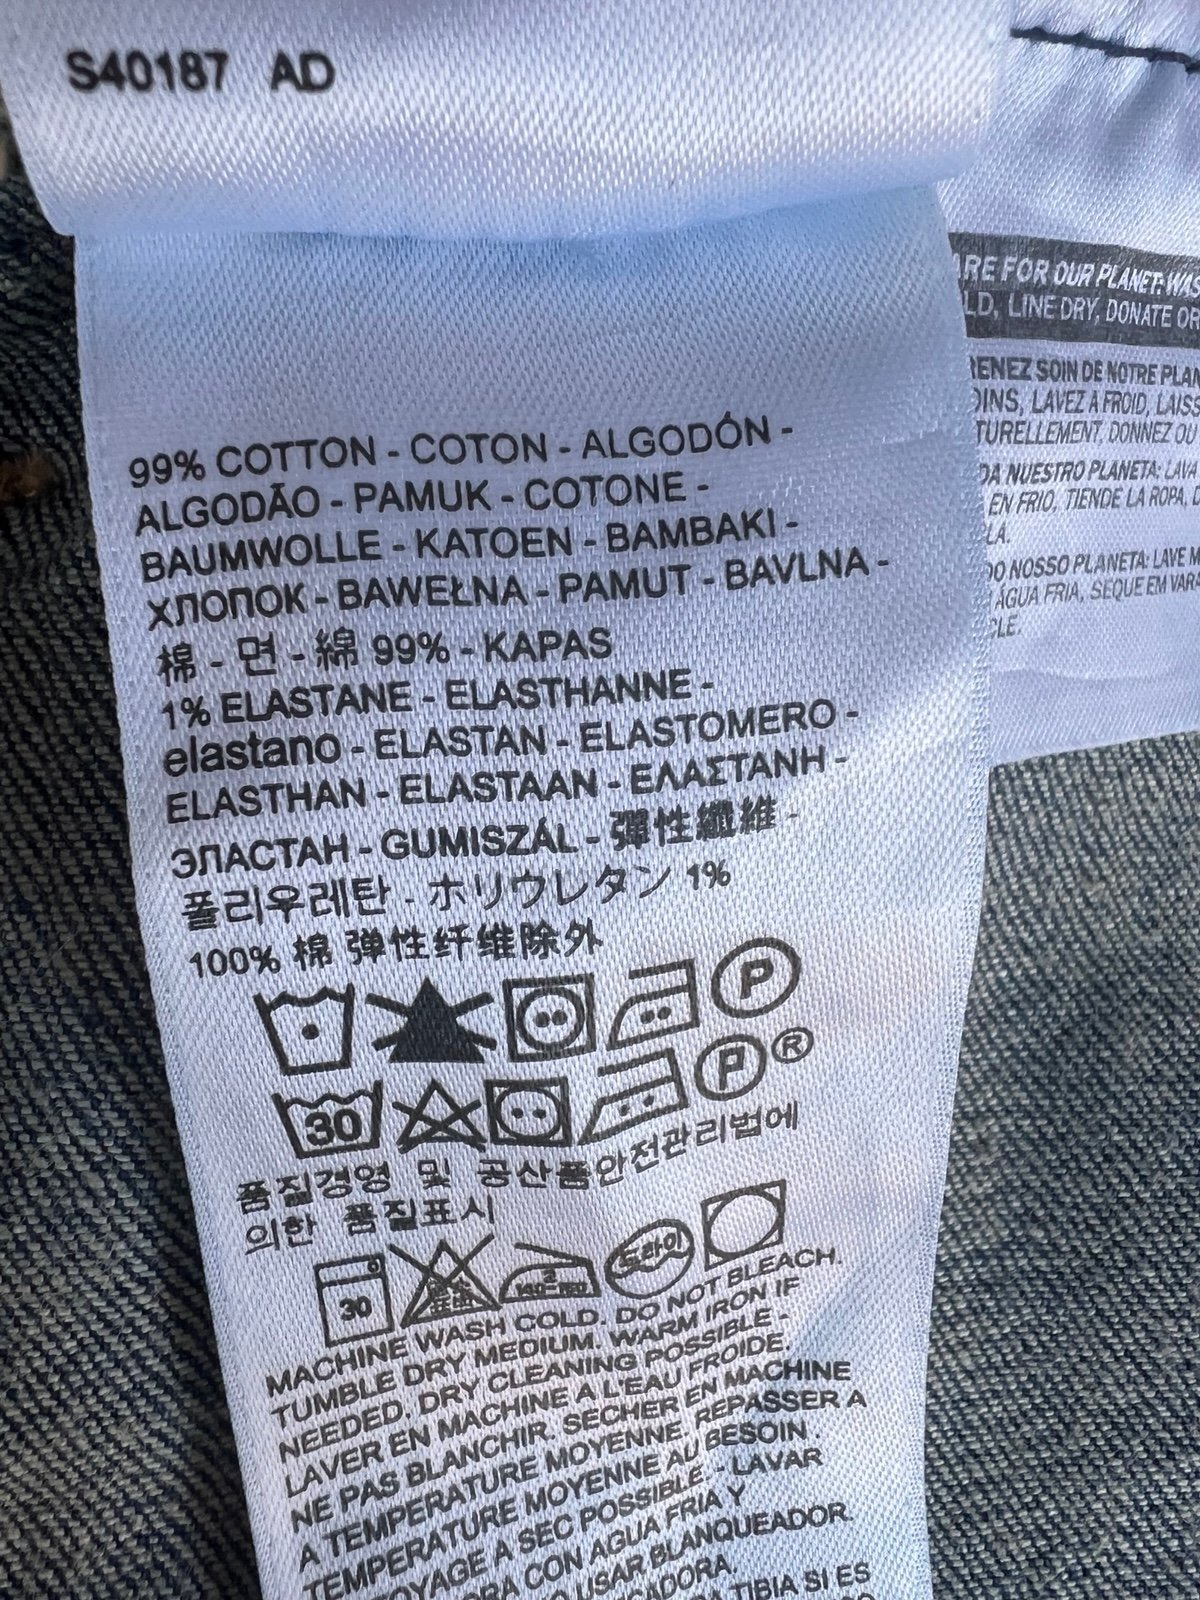 S40187 AD
99% COTTON - COTON - ALGODÓN -
ALGODÃO - PAMUK - COTONE -
BAUMWOLLE - KATOEN - BAMBAKI -
ХЛОПОК - BAWEŁNA - PAMUT - BAVLNA -
棉 - 면 - 綿 99% - KAPAS
1% ELASTANE - ELASTHANNE -
elastano - ELASTAN - ELASTOMERO -
ELASTHAN - ELASTAAN - ΕΛΑΣΤΑΝΗ -
ЭЛАСТАН - GUMISZÁL - 彈性纖維 -
폴리우레탄 - ポリウレタン 1%
100% 棉 弹性纤维除外
P
30 P ®
품질경영 및 공산품안전관리법에
의한 품질표시
30 드라이
MACHINE WASH COLD. DO NOT BLEACH.
TUMBLE DRY MEDIUM. WARM IRON IF
NEEDED. DRY CLEANING POSSIBLE -
LAVER EN MACHINE A L'EAU FROIDE.
NE PAS BLANCHIR. SECHER EN MACHINE
A TEMPERATURE MOYENNE. REPASSER A
TEMPERATURE MOYENNE AU BESOIN.
TOYAGE A SEC POSSIBLE. - LAVAR
CON AGUA FRIA Y
USAR BLANQUEADOR.
TIBIA SI ES
ARE FOR OUR PLANET: WAS
LD, LINE DRY, DONATE OR
RENEZ SOIN DE NOTRE PLAN
OINS, LAVEZ A FROID, LAISS
TURELLEMENT, DONNEZ OU
DA NUESTRO PLANETA: LAVA
EN FRIO, TIENDE LA ROPA,
LA.
DO NOSSO PLANETA: LAVE M
ÁGUA FRIA, SEQUE EM VAR
CLE.